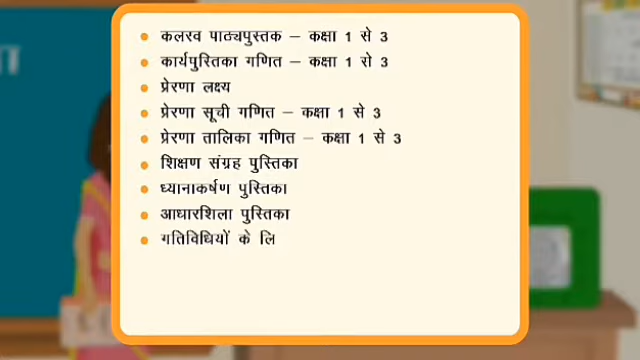 कलरव पाठ्यपुस्तक – कक्षा 1 से 3
कार्यपुस्तिका गणित – कक्षा 1 से 3
प्रेरणा लक्ष्य
प्रेरणा सूची गणित – कक्षा 1 से 3
प्रेरणा तालिका गणित – कक्षा 1 से 3
शिक्षण संग्रह पुस्तिका
ध्यानाकर्षण पुस्तिका
आधारशिला पुस्तिका
गतिविधियों के लि